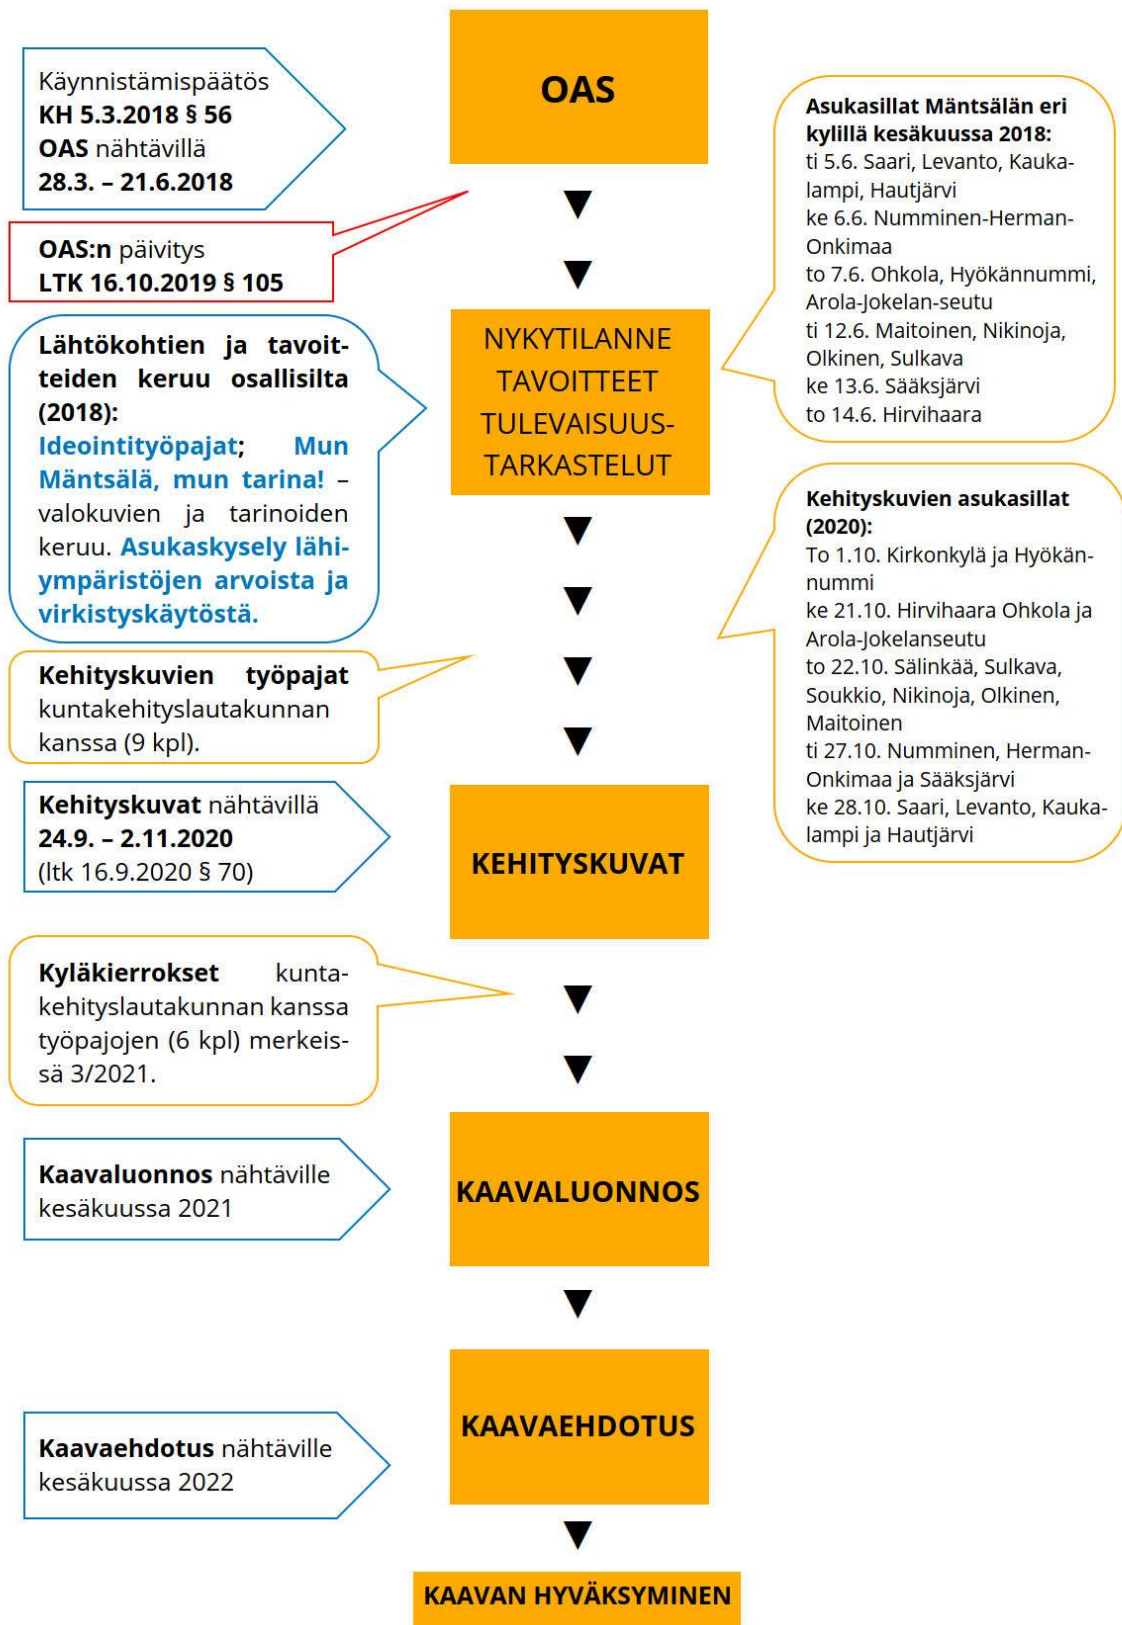 OAS
Käynnistämispäätös
KH 5.3.2018 § 56
OAS nähtävillä
28.3. – 21.6.2018
OAS:n päivitys
LTK 16.10.2019 § 105
Asukasillat Mäntsälän eri
kylillä kesäkuussa 2018:
ti 5.6. Saari, Levanto, Kauka-
lampi, Hautjärvi
ke 6.6. Numminen-Herman-
Onkimaa
to 7.6. Ohkola, Hyökännummi,
Arola-Jokelan-seutu
ti 12.6. Maitoinen, Nikinoja,
Olkinen, Sulkava
ke 13.6. Sääksjärvi
to 14.6. Hirvihaara
Lähtökohtien ja tavoit-
teiden keruu osallisilta
(2018):
Ideointityöpajat; Mun
Mäntsälä, mun tarina! –
valokuvien ja tarinoiden
keruu. Asukaskysely lähi-
ympäristöjen arvoista ja
virkistyskäytöstä.
NYKYTILANNE
TAVOITTEET
TULEVAISUUS-
TARKASTELUT
Kehityskuvien asukasillat
(2020):
To 1.10. Kirkonkylä ja Hyökän-
nummi
ke 21.10. Hirvihaara Ohkola ja
Arola-Jokelanseutu
to 22.10. Sälinkää, Sulkava,
Soukkio, Nikinoja, Olkinen,
Maitoinen
ti 27.10. Numminen, Herman-
Onkimaa ja Sääksjärvi
ke 28.10. Saari, Levanto, Kauka-
lampi ja Hautjärvi
Kehityskuvien työpajat
kuntakehityslautakunnan
kanssa (9 kpl).
Kehityskuvat nähtävillä
24.9. – 2.11.2020
(ltk 16.9.2020 § 70)
KEHITYSKUVAT
Kyläkierrokset kunta-
kehityslautakunnan kanssa
työpajojen (6 kpl) merkeis-
sä 3/2021.
Kaavaluonnos nähtäville
kesäkuussa 2021
KAAVALUONNOS
KAAVAEHDOTUS
Kaavaehdotus nähtäville
kesäkuussa 2022
KAAVAN HYVÄKSYMINEN